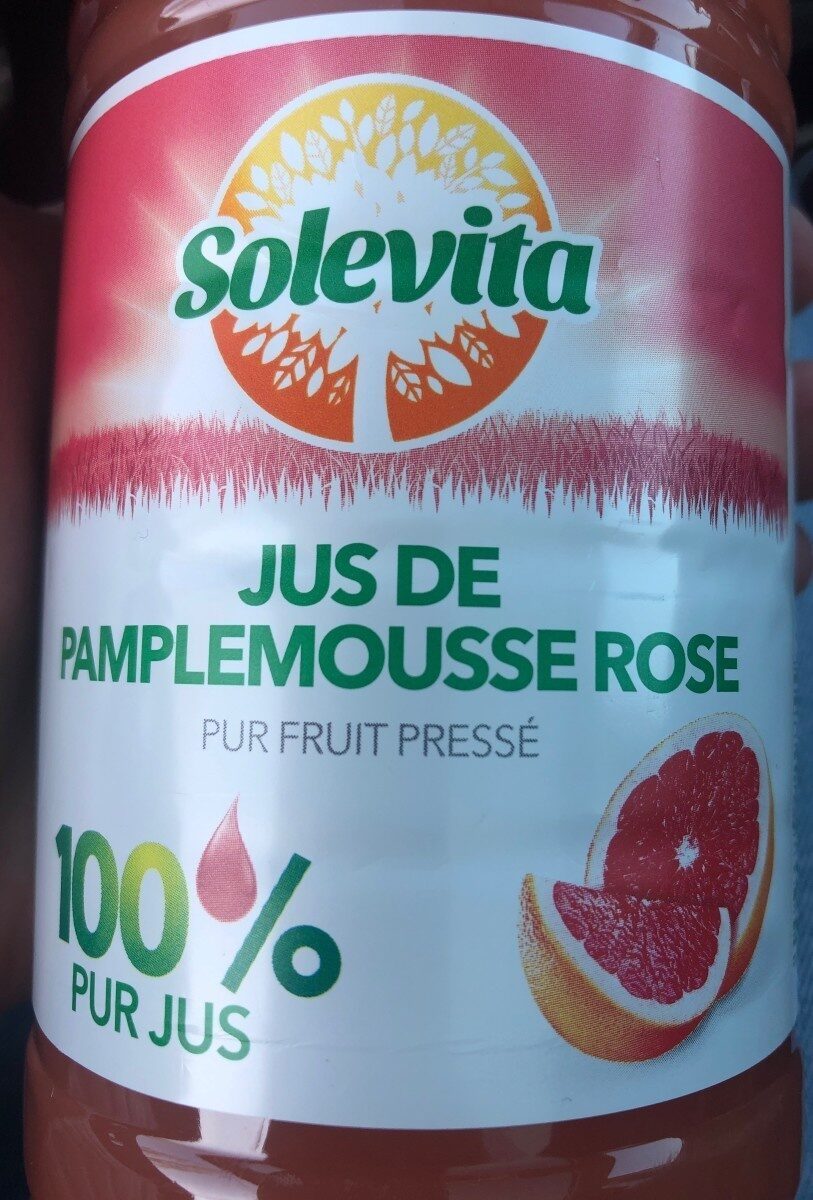 Solevita
JUS DE
PAMPLEMOUSSE ROSE
PUR FRUIT PRESSÉ
100%
PUR JUS